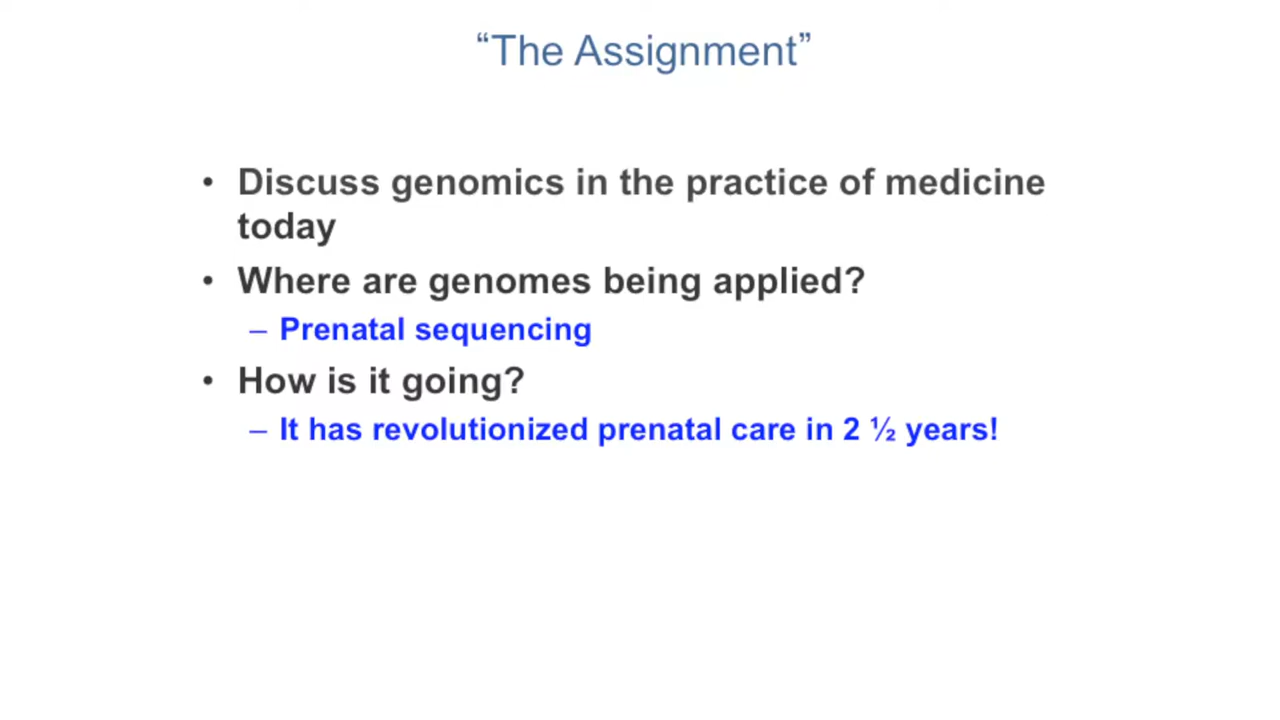 “The Assignment”
• Discuss genomics in the practice of medicine
today
• Where are genomes being applied?
– Prenatal sequencing
• How is it going?
– It has revolutionized prenatal care in 2 ½ years!